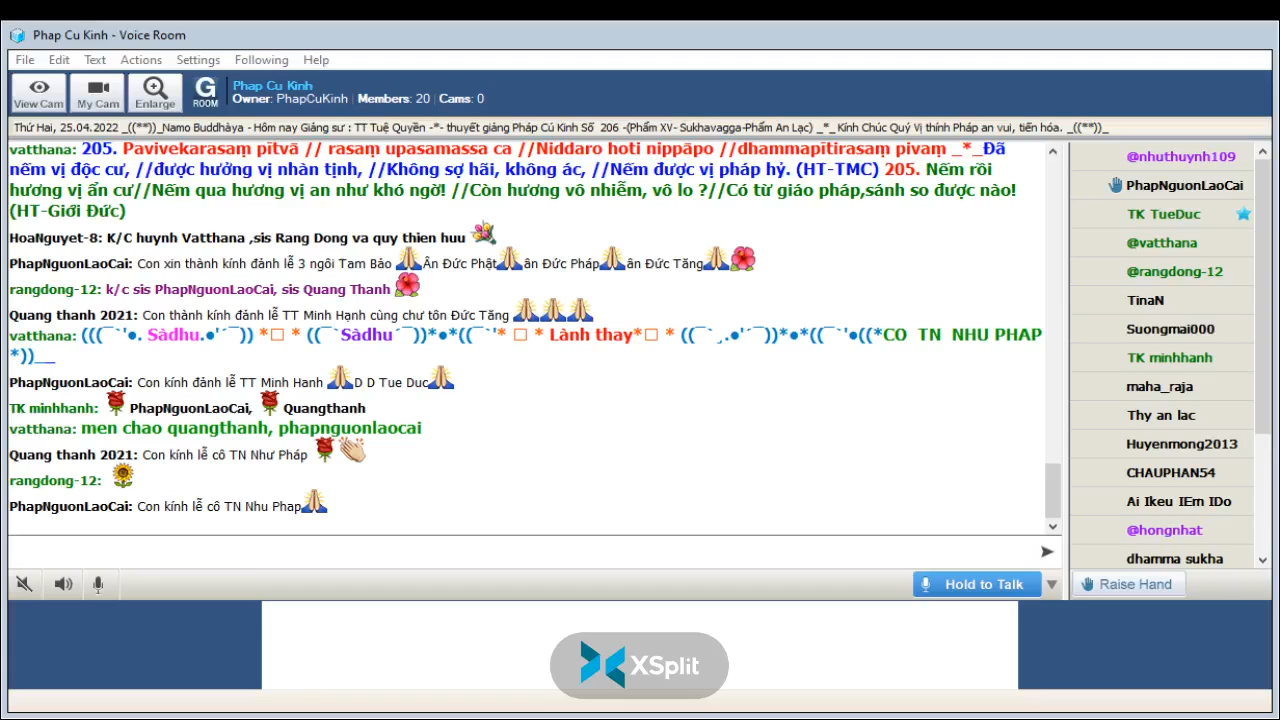 Phap Cu Kinh - Voice Room
File Edit Text Actions Settings Following Help
View Cam My Cam Enlarge G ROOM
Phap Cu Kinh
Owner: PhapCuKinh | Members: 20 | Cams: 0
Thứ Hai, 25.04.2022 _((**))_Namo Buddhàya - Hôm nay Giảng sư : TT Tuệ Quyền -*- thuyết giảng Pháp Cú Kinh Số 206 -(Phẩm XV- Sukhavagga-Phẩm An Lạc) _*_ Kính Chúc Quý Vị thính Pháp an vui, tiến hóa. _((**))_
vatthana: 205. Pavivekarasaṃ pītvā // rasaṃ upasamassa ca //Niddaro hoti nippāpo //dhammapītirasaṃ pivaṃ _*_Đã
nếm vị độc cư, //được hưởng vị nhàn tịnh, //Không sợ hãi, không ác, //Nếm được vị pháp hỷ. (HT-TMC) 205. Nếm rồi
hương vị ẩn cư//Nếm qua hương vị an như khó ngờ! //Còn hương vô nhiễm, vô lo ?//Có từ giáo pháp,sánh so được nào!
(HT-Giới Đức)
HoaNguyet-8: K/C huynh Vatthana ,sis Rang Dong va quy thien huu
PhapNguonLaoCai: Con xin thành kính đảnh lễ 3 ngôi Tam Bảo Ân Đức Phật ân Đức Pháp ân Đức Tăng
rangdong-12: k/c sis PhapNguonLaoCai, sis Quang Thanh
Quang thanh 2021: Con thành kính đảnh lễ TT Minh Hạnh cùng chư tôn Đức Tăng
vatthana: (((¯`'●. Sàdhu.●'´¯)) *□ * ((¯`Sàdhu´¯))*●*((¯`'* □ * Lành thay*□ * ((¯`¸.●'´¯))*●*((¯`'●((*CO TN NHU PHAP
*))__
PhapNguonLaoCai: Con kính đảnh lễ TT Minh Hanh D D Tue Duc
TK minhhanh: PhapNguonLaoCai, Quangthanh
vatthana: men chao quangthanh, phapnguonlaocai
Quang thanh 2021: Con kính lễ cô TN Như Pháp
rangdong-12:
PhapNguonLaoCai: Con kính lễ cô TN Nhu Phap
Hold to Talk
@nhuthuynh109
PhapNguonLaoCai
TK TueDuc
@vatthana
@rangdong-12
TinaN
Suongmai000
TK minhhanh
maha_raja
Thy an lac
Huyenmong2013
CHAUPHAN54
Ai Ikeu IEm IDo
@hongnhat
dhamma sukha
Raise Hand
XSplit